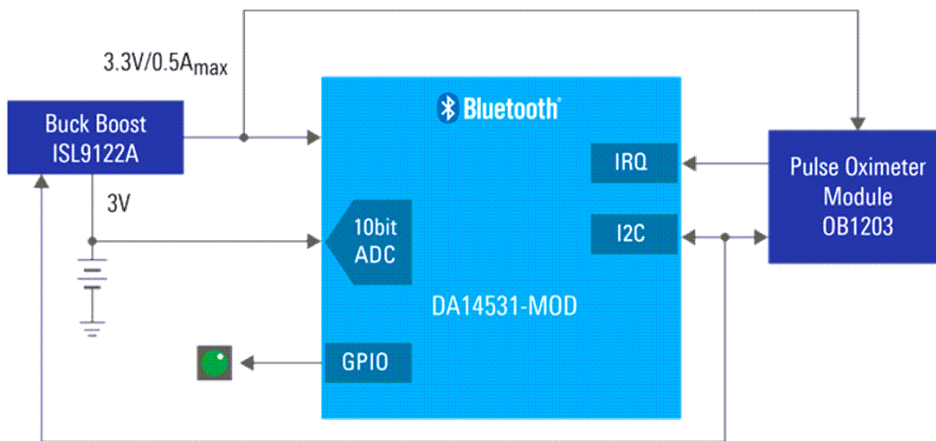 3.3V/0.5Amax
Buck Boost
ISL9122A
3V
Bluetooth®
IRQ
I2C
10bit
ADC
DA14531-MOD
GPIO
Pulse Oximeter
Module
OB1203